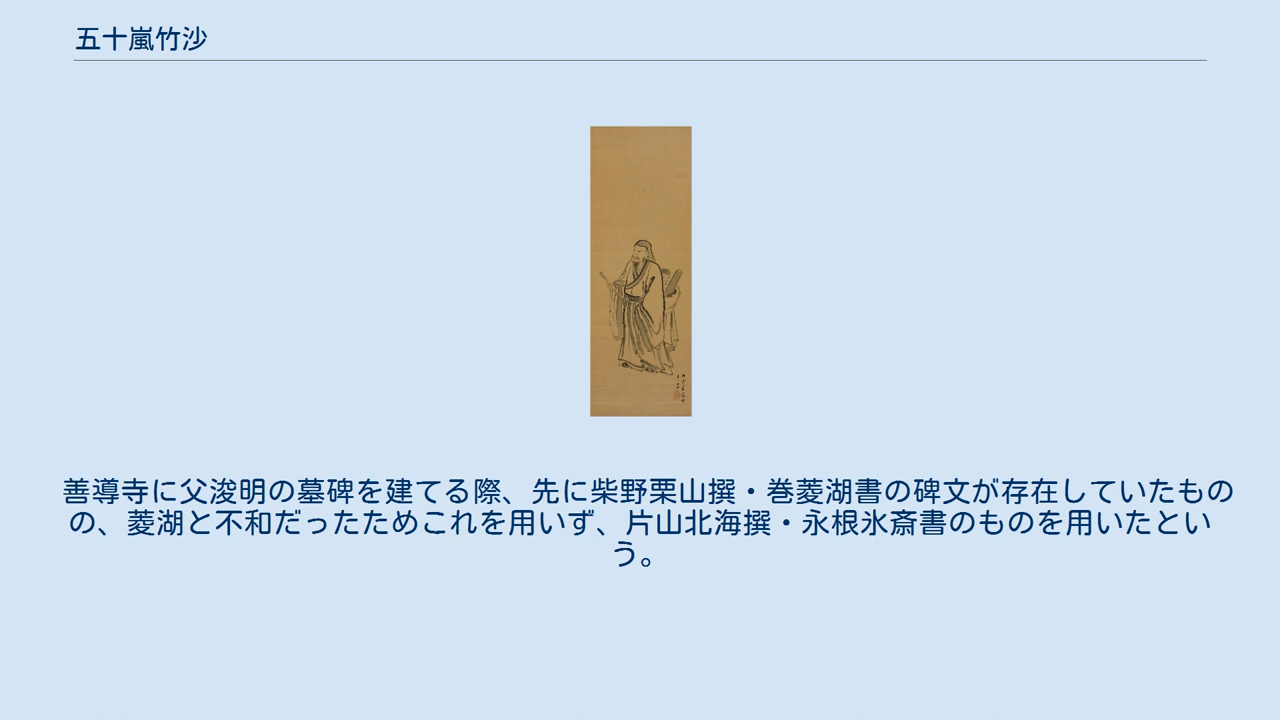 五十嵐竹沙
善導寺に父浚明の墓碑を建てる際、先に柴野栗山撰・巻菱湖書の碑文が存在していたもの
の、菱湖と不和だったためこれを用いず、片山北海撰・永根氷斎書のものを用いたとい
う。